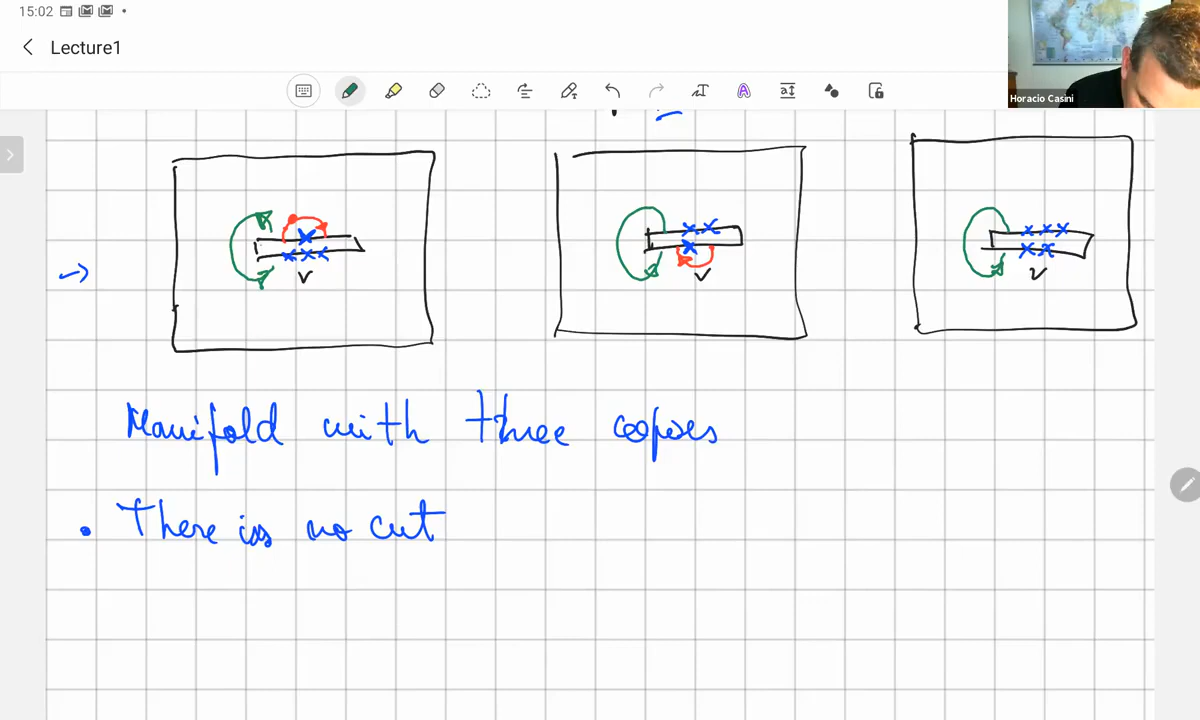 15:02
Lecture1
Horacio Casini
V V V
Manifold with three copies
• There is no cut